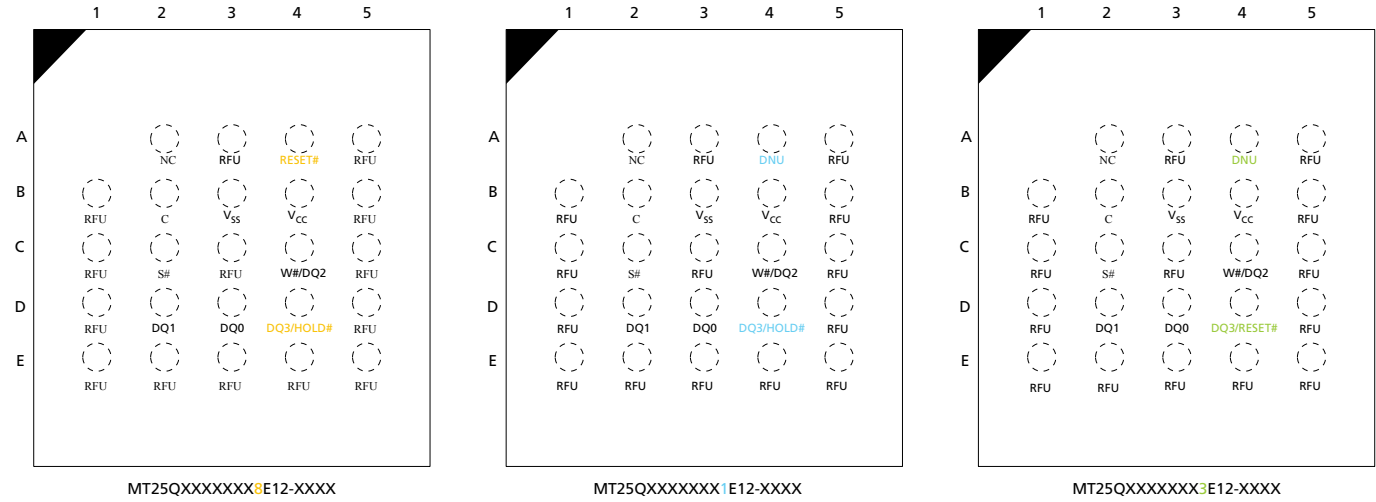 1 2 3 4 5
A
NC RFU RESET# RFU
B
RFU C VSS VCC RFU
C
RFU S# RFU W#/DQ2 RFU
D
RFU DQ1 DQ0 DQ3/HOLD# RFU
E
RFU RFU RFU RFU RFU
MT25QXXXXXXX8E12-XXXX
1 2 3 4 5
A
NC RFU DNU RFU
B
RFU C VSS VCC RFU
C
RFU S# RFU W#/DQ2 RFU
D
RFU DQ1 DQ0 DQ3/HOLD# RFU
E
RFU RFU RFU RFU RFU
MT25QXXXXXXX1E12-XXXX
1 2 3 4 5
A
NC RFU DNU RFU
B
RFU C VSS VCC RFU
C
RFU S# RFU W#/DQ2 RFU
D
RFU DQ1 DQ0 DQ3/RESET# RFU
E
RFU RFU RFU RFU RFU
MT25QXXXXXXX3E12-XXXX